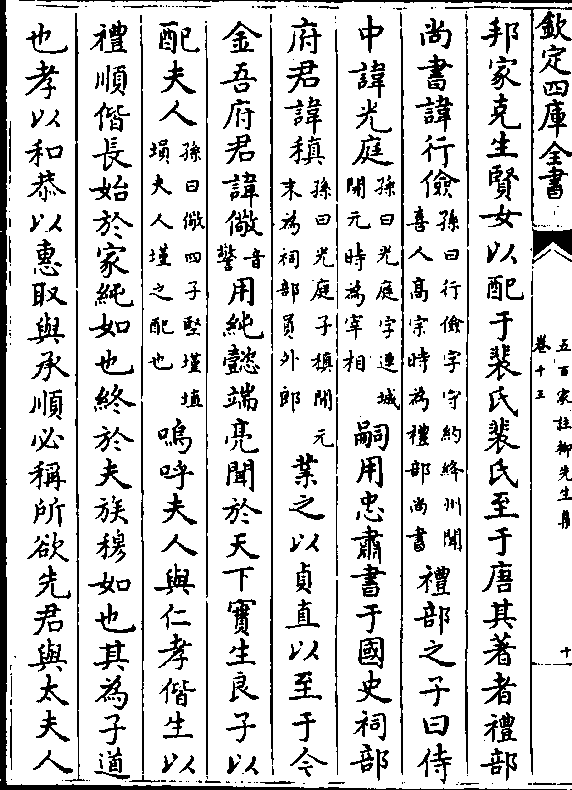 欽定四庫全書
五百家註柳先生集
卷十三
十
邦家克生賢女以配于裴氏裴氏至于唐其著者禮部
尚書諱行儉孫曰行儉字守約絳州聞喜人高宗時為禮部尚書禮部之子曰侍
中諱光庭孫曰光庭字連城開元時為宰相嗣用忠肅書于國史祠部
府君諱稹孫曰光庭子稹開元末為祠部員外郎業之以貞直以至于今
金吾府君諱儆音警用純懿端亮聞於天下寶生良子以
配夫人孫曰儆四子堅墐埴塤夫人墐之配也嗚呼夫人與仁孝偕生以
禮順偕長始於家純如也終於夫族穆如也其為子道
也孝以和恭以惠取與承順必稱所欲先君與太夫人